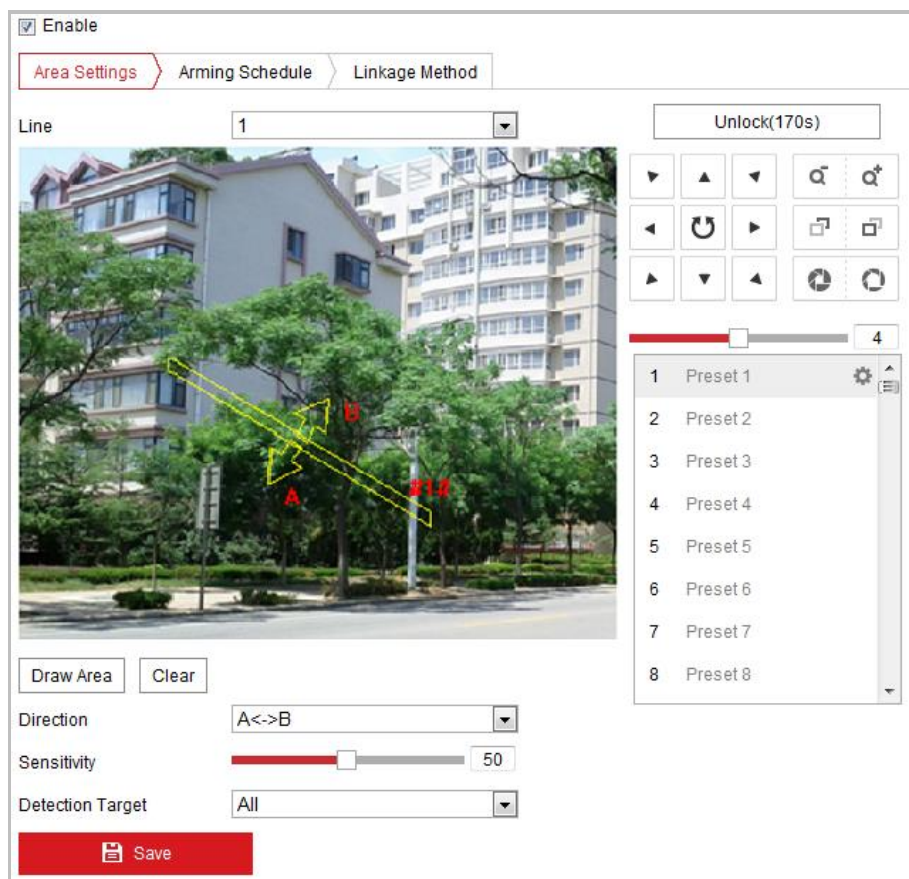 Enable
Area Settings
Arming Schedule
Linkage Method
Line
1
Unlock(170s)
B
A
4
1 Preset 1
2 Preset 2
3 Preset 3
4 Preset 4
5 Preset 5
6 Preset 6
7 Preset 7
8 Preset 8
Draw Area
Clear
Direction
A<->B
Sensitivity
50
Detection Target
All
Save